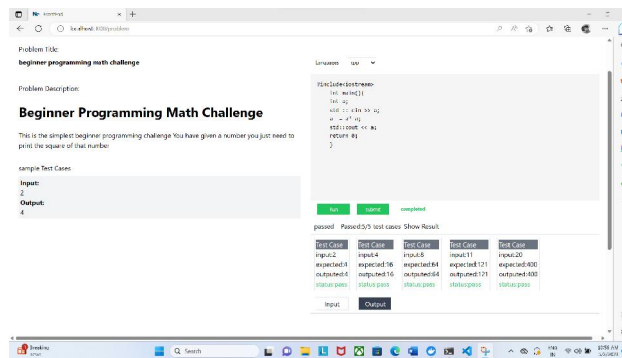 Problem Title:
beginner programming math challenge
Problem Description:
Beginner Programming Math Challenge
This is the simplest beginner programming challenge You have given a number you just need to
print the square of that number
sample Test Cases
Input:
2
Output:
4
Languages cpp
#include<iostream>
int main(){
int a;
std :: cin >> a;
a = a* a;
std::cout << a;
return 0;
}
Run submit completed
passed Passed:5/5 test cases Show Result
Test Case Test Case Test Case Test Case Test Case
input:2 input:4 input:8 input:11 input:20
expected:4 expected:16 expected:64 expected:121 expected:400
outputed:4 outputed:16 outputed:64 outputed:121 outputed:400
status:pass status:pass status:pass status:pass status:pass
Input Output
Search
10:56 AM